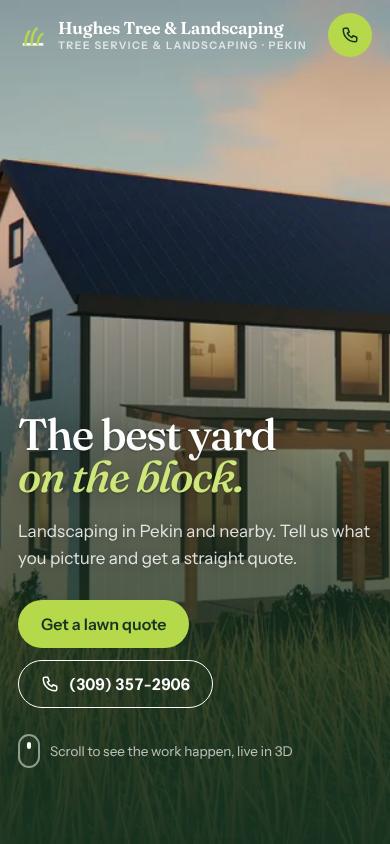 Hughes Tree & Landscaping
TREE SERVICE & LANDSCAPING · PEKIN
The best yard
on the block.
Landscaping in Pekin and nearby. Tell us what
you picture and get a straight quote.
Get a lawn quote
(309) 357-2906
Scroll to see the work happen, live in 3D